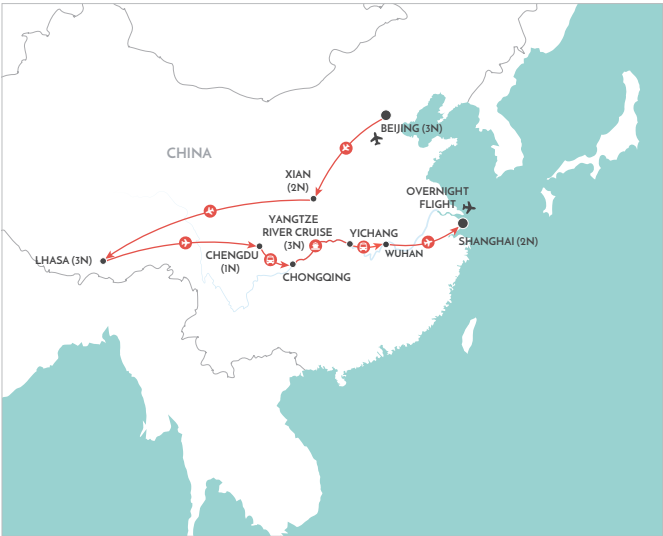 BEIJING (3N)
CHINA
XIAN
(2N)
OVERNIGHT
FLIGHT
YANGTZE
RIVER CRUISE
(3N)
YICHANG
SHANGHAI (2N)
WUHAN
CHENGDU
(1N)
LHASA (3N)
CHONGQING